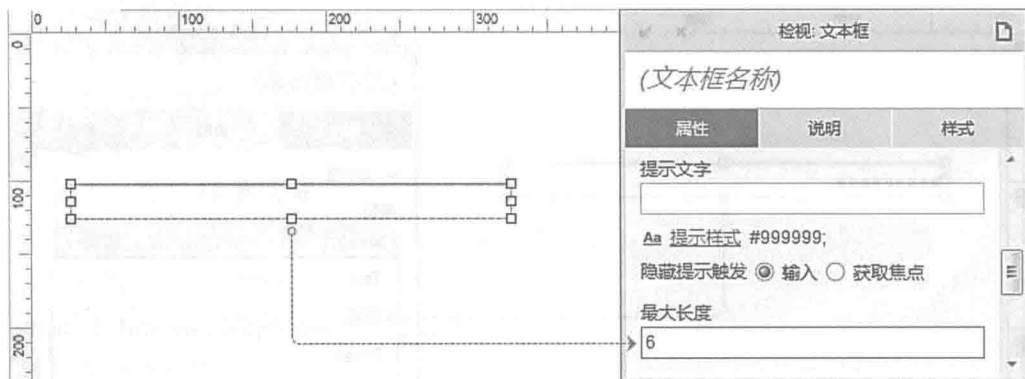 0 100 200 300
0
100
200
检视: 文本框
(文本框名称)
属性 说明 样式
提示文字
Aa 提示样式 #999999;
隐藏提示触发 输入 获取焦点
最大长度
6